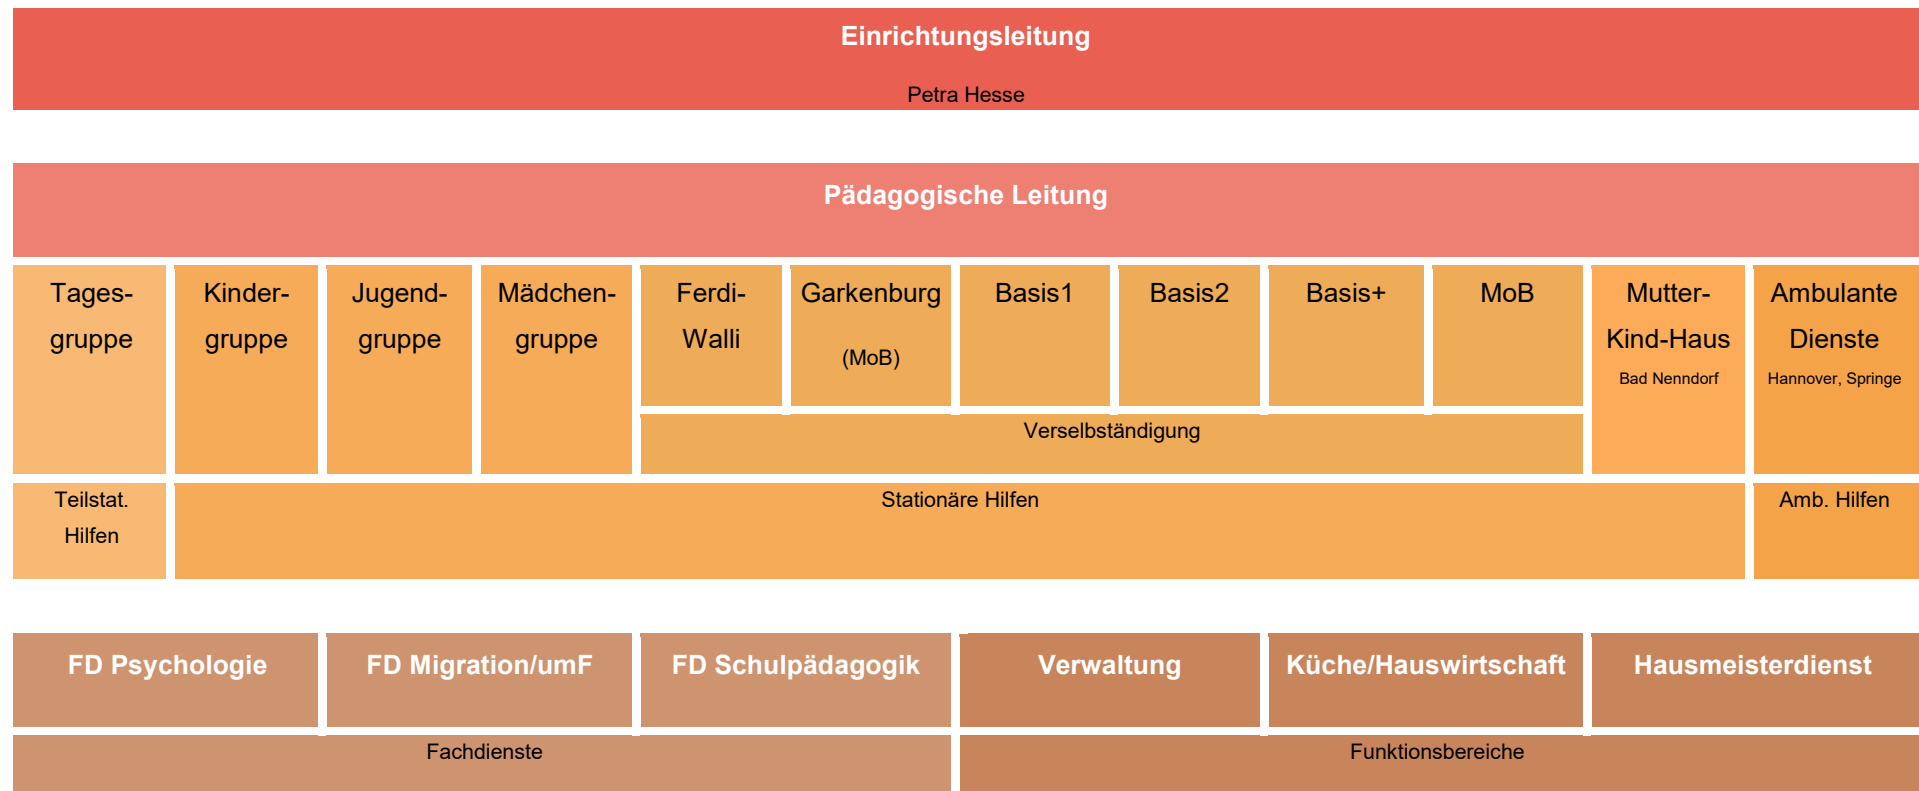 Einrichtungsleitung
Petra Hesse
Pädagogische Leitung
Tages-
gruppe
Kinder-
gruppe
Jugend-
gruppe
Mädchen-
gruppe
Ferdi-
Walli
Garkenburg
(MoB)
Basis1
Basis2
Basis+
MoB
Mutter-
Kind-Haus
Bad Nenndorf
Ambulante
Dienste
Hannover, Springe
Verselbständigung
Teilstat.
Hilfen
Stationäre Hilfen
Amb. Hilfen
FD Psychologie
FD Migration/umF
FD Schulpädagogik
Verwaltung
Küche/Hauswirtschaft
Hausmeisterdienst
Fachdienste
Funktionsbereiche